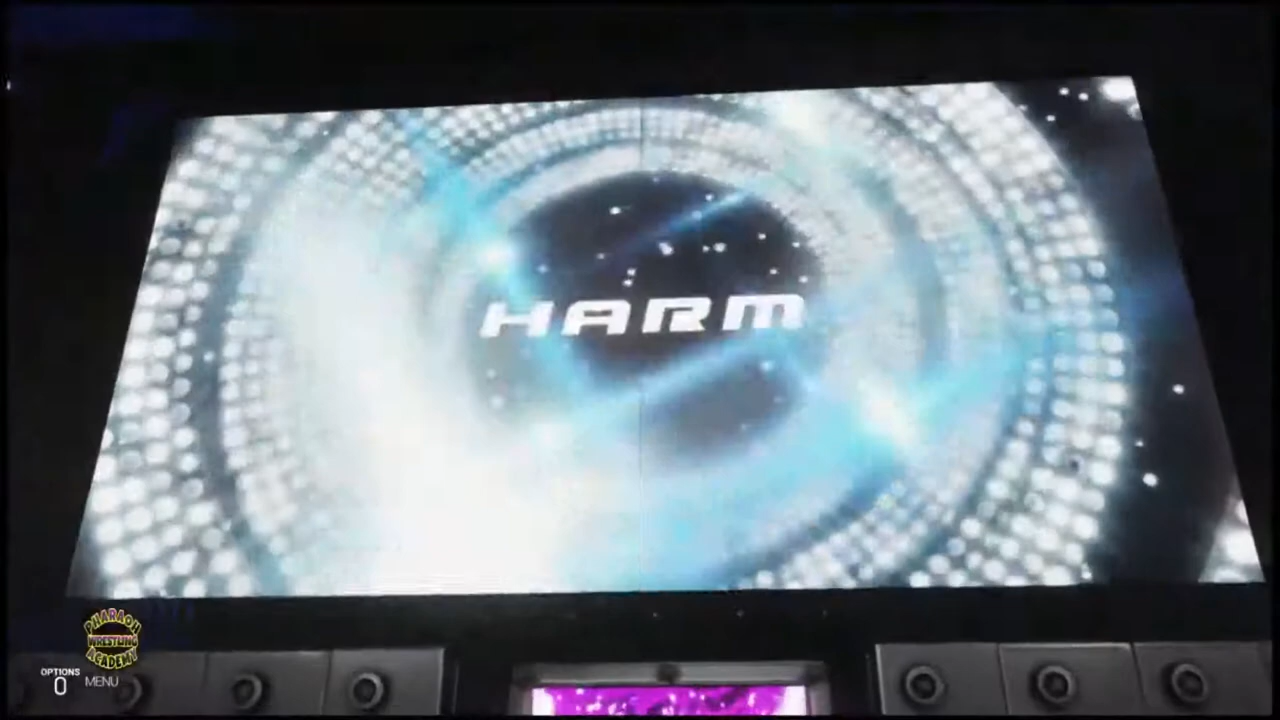 HARM
PHARAOH
WRESTLING
ACADEMY
OPTIONS
MENU